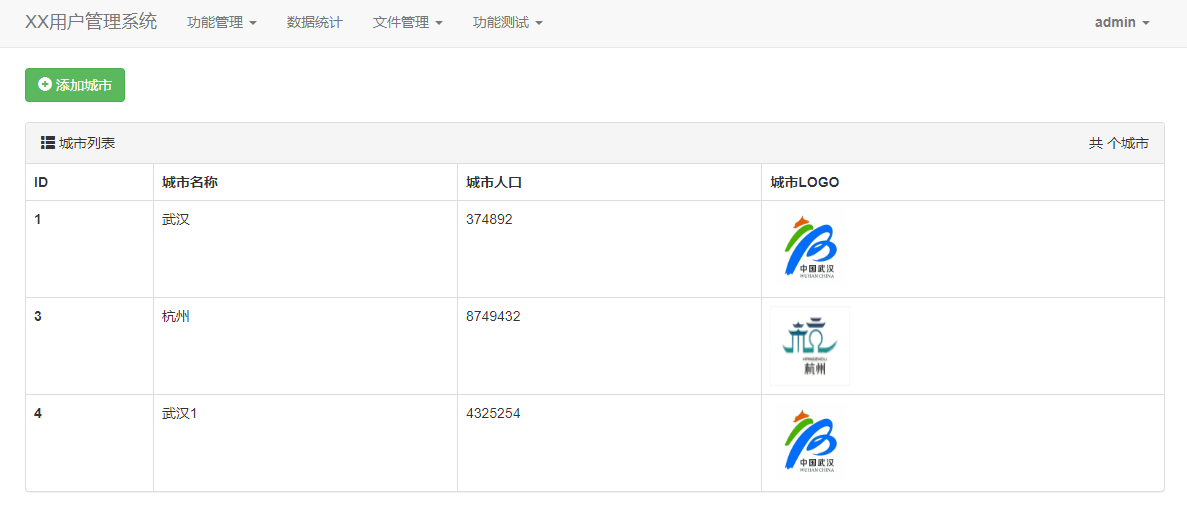 XX用户管理系统 功能管理 数据统计 文件管理 功能测试 admin
添加城市
城市列表 共 个城市
ID 城市名称 城市人口 城市LOGO
1 武汉 374892
中国武汉
WUHAN CHINA
3 杭州 8749432
HANGZHOU
杭州
4 武汉1 4325254
中国武汉
WUHAN CHINA